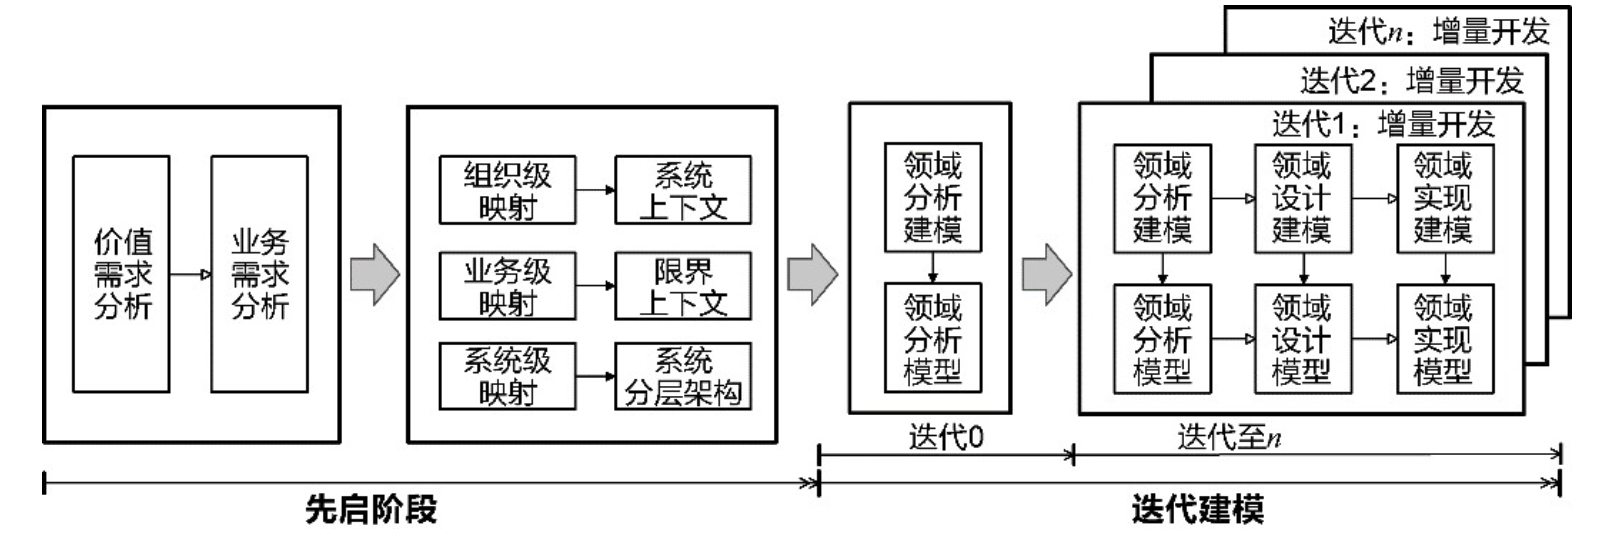 价值
需求
分析
业务
需求
分析
组织级
映射
系统
上下文
业务级
映射
限界
上下文
系统级
映射
系统
分层架构
领域
分析
建模
领域
分析
模型
迭代n：增量开发
迭代2：增量开发
迭代1：增量开发
领域
分析
建模
领域
设计
建模
领域
实现
建模
领域
分析
模型
领域
设计
模型
领域
实现
模型
迭代0
迭代至n
先启阶段
迭代建模